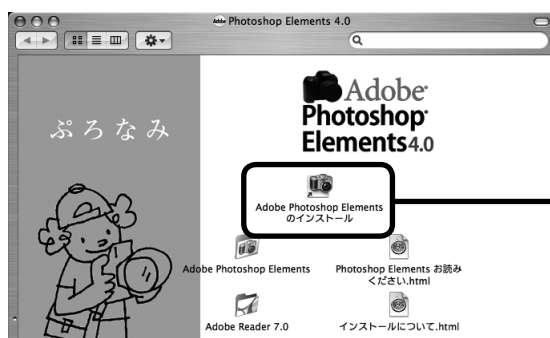 Photoshop Elements 4.0
ぷろなみ
Adobe
Photoshop
Elements 4.0
Adobe Photoshop Elements
のインストール
Adobe Photoshop Elements
Photoshop Elements お読み
ください.html
Adobe Reader 7.0
インストールについて.html